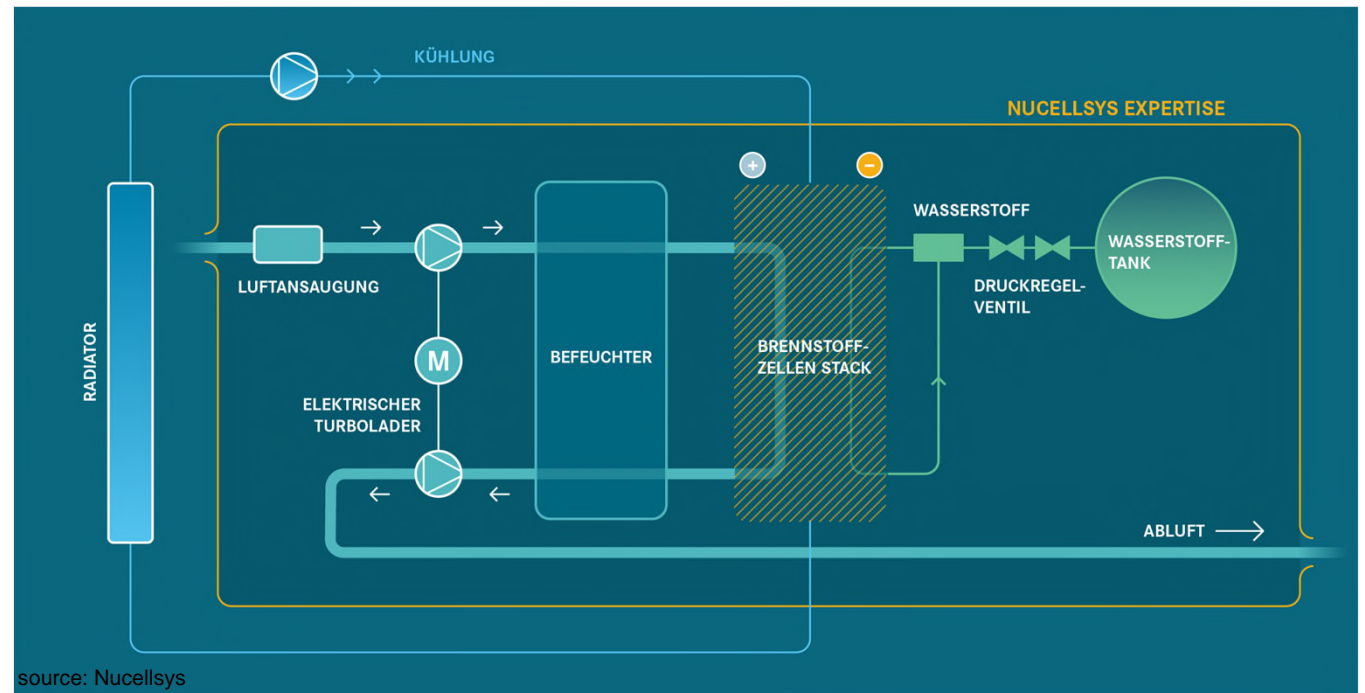 KÜHLUNG
NUCELLSYS EXPERTISE
+
−
WASSERSTOFF
WASSERSTOFF-
TANK
LUFTANSAUGUNG
DRUCKREGEL-
VENTIL
RADIATOR
M
BEFEUCHTER
BRENNSTOFF-
ZELLEN STACK
ELEKTRISCHER
TURBOLADER
ABLUFT
source: Nucellsys